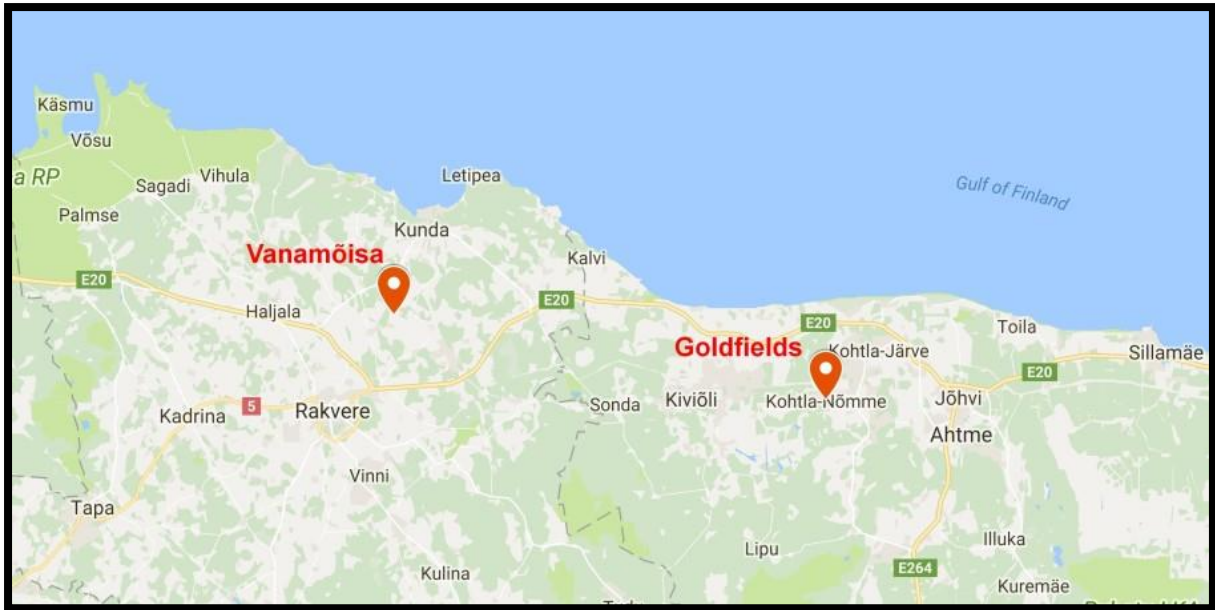 Käsmu
Võsu
a RP
Sagadi
Vihula
Letipea
Gulf of Finland
Palmse
Kunda
Vanamõisa
Kalvi
E20
E20
Haljala
E20
Toila
Goldfields
Kohtla-Järve
Sillamäe
E20
Kiviõli
Kohtla-Nõmme
Jõhvi
Sonda
5
Rakvere
Kadrina
Ahtme
Vinni
Tapa
Illuka
Lipu
Kulina
E264
Kuremäe